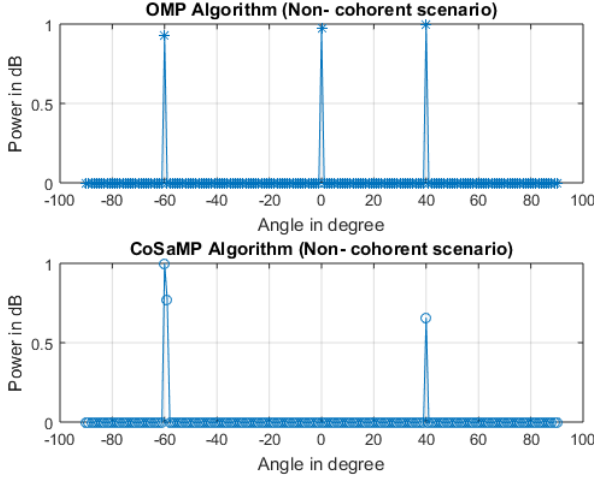 OMP Algorithm (Non- cohorent scenario)
Power in dB
1
0.5
0
-100 -80 -60 -40 -20 0 20 40 60 80 100
Angle in degree
CoSaMP Algorithm (Non- cohorent scenario)
Power in dB
1
0.5
0
-100 -80 -60 -40 -20 0 20 40 60 80 100
Angle in degree